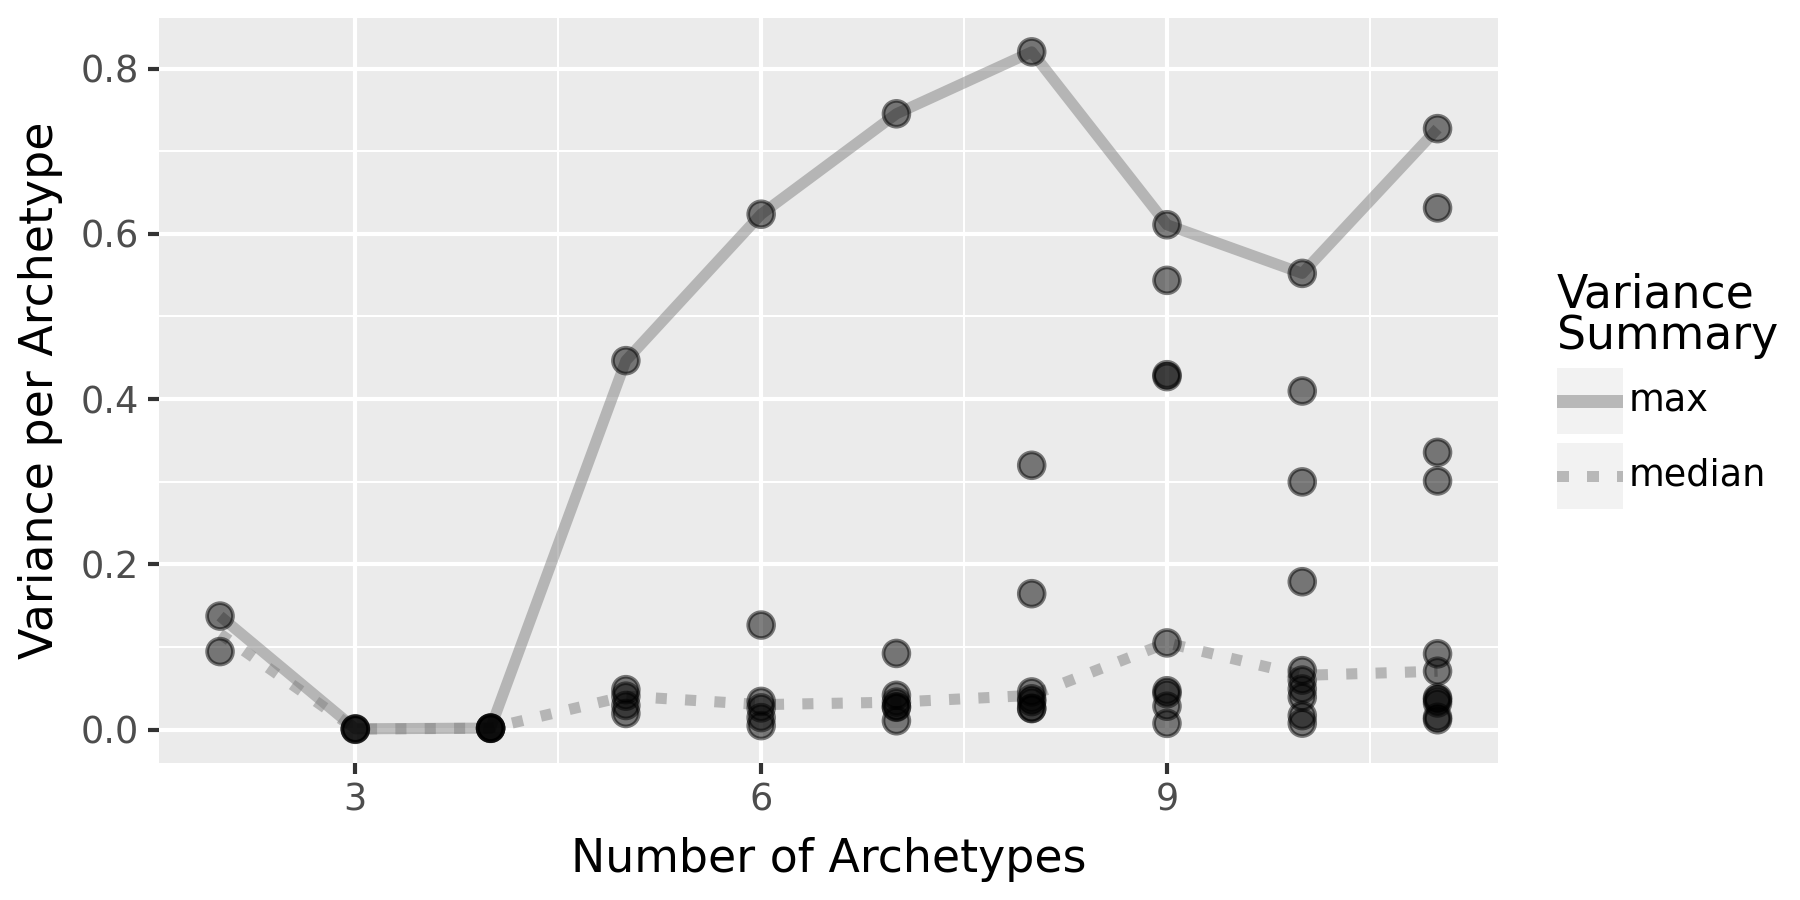 0.8
0.6
0.4
0.2
0.0
3
6
9
Variance per Archetype
Number of Archetypes
Variance
Summary
max
median